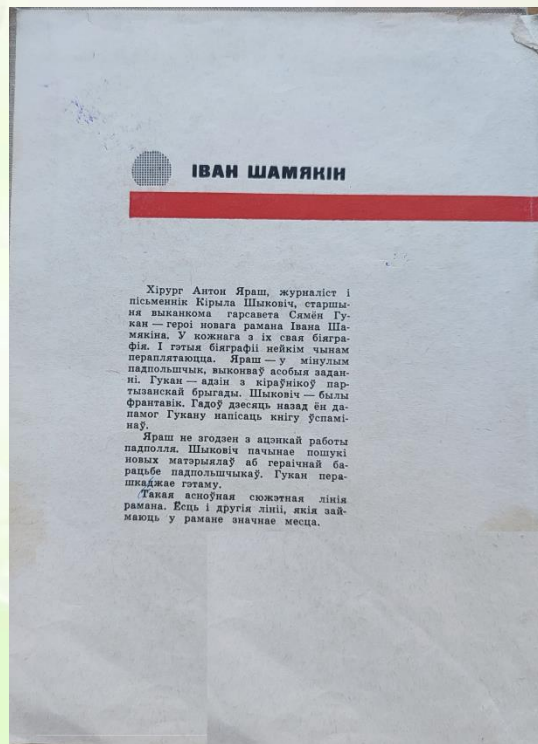 ІВАН ШАМЯКІН
Хірург Антон Яраш, журналіст і
пісьменнік Кірыла Шыковіч, старшы-
ня выканкома гарсавета Сямён Гу-
кан — героі новага рамана Івана Ша-
мякіна. У кожнага з іх свая біягра-
фія. І гэтыя біяграфіі нейкім чынам
пераплятаюцца. Яраш — у мінулым
падпольшчык, выконваў асобыя задан-
ні. Гукан — адзін з кіраўнікоў пар-
тызанскай брыгады. Шыковіч — былы
франтавік. Гадоў дзесяць назад ён да-
памог Гукану напісаць кнігу ўспамі-
наў.
Яраш не згодзен з ацэнкай работы
падполля. Шыковіч пачынае пошукі
новых матэрыялаў аб гераічнай ба-
рацьбе падпольшчыкаў. Гукан пера-
шкаджае гэтаму.
Такая асноўная сюжэтная лінія
рамана. Ёсць і другія лініі, якія зай-
маюць у рамане значнае месца.